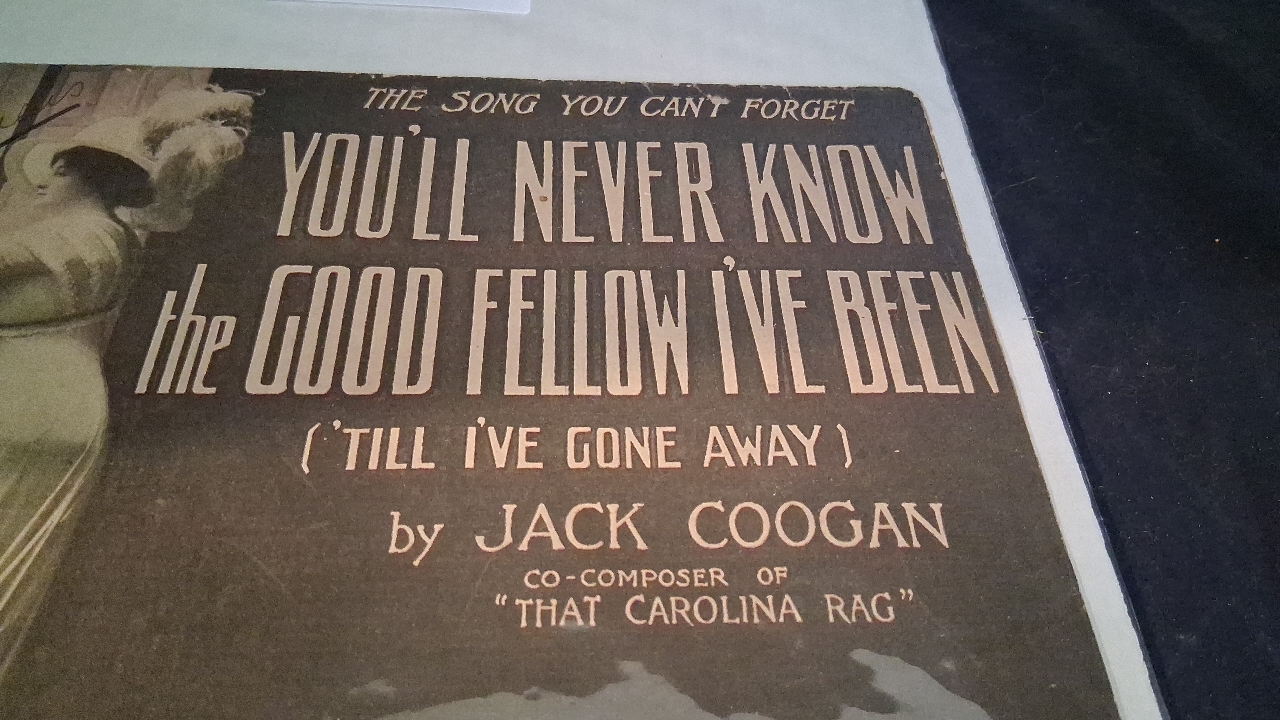 THE SONG YOU CAN'T FORGET
YOU'LL NEVER KNOW
the GOOD FELLOW I'VE BEEN
('TILL I'VE GONE AWAY)
by JACK COOGAN
CO-COMPOSER OF
"THAT CAROLINA RAG"